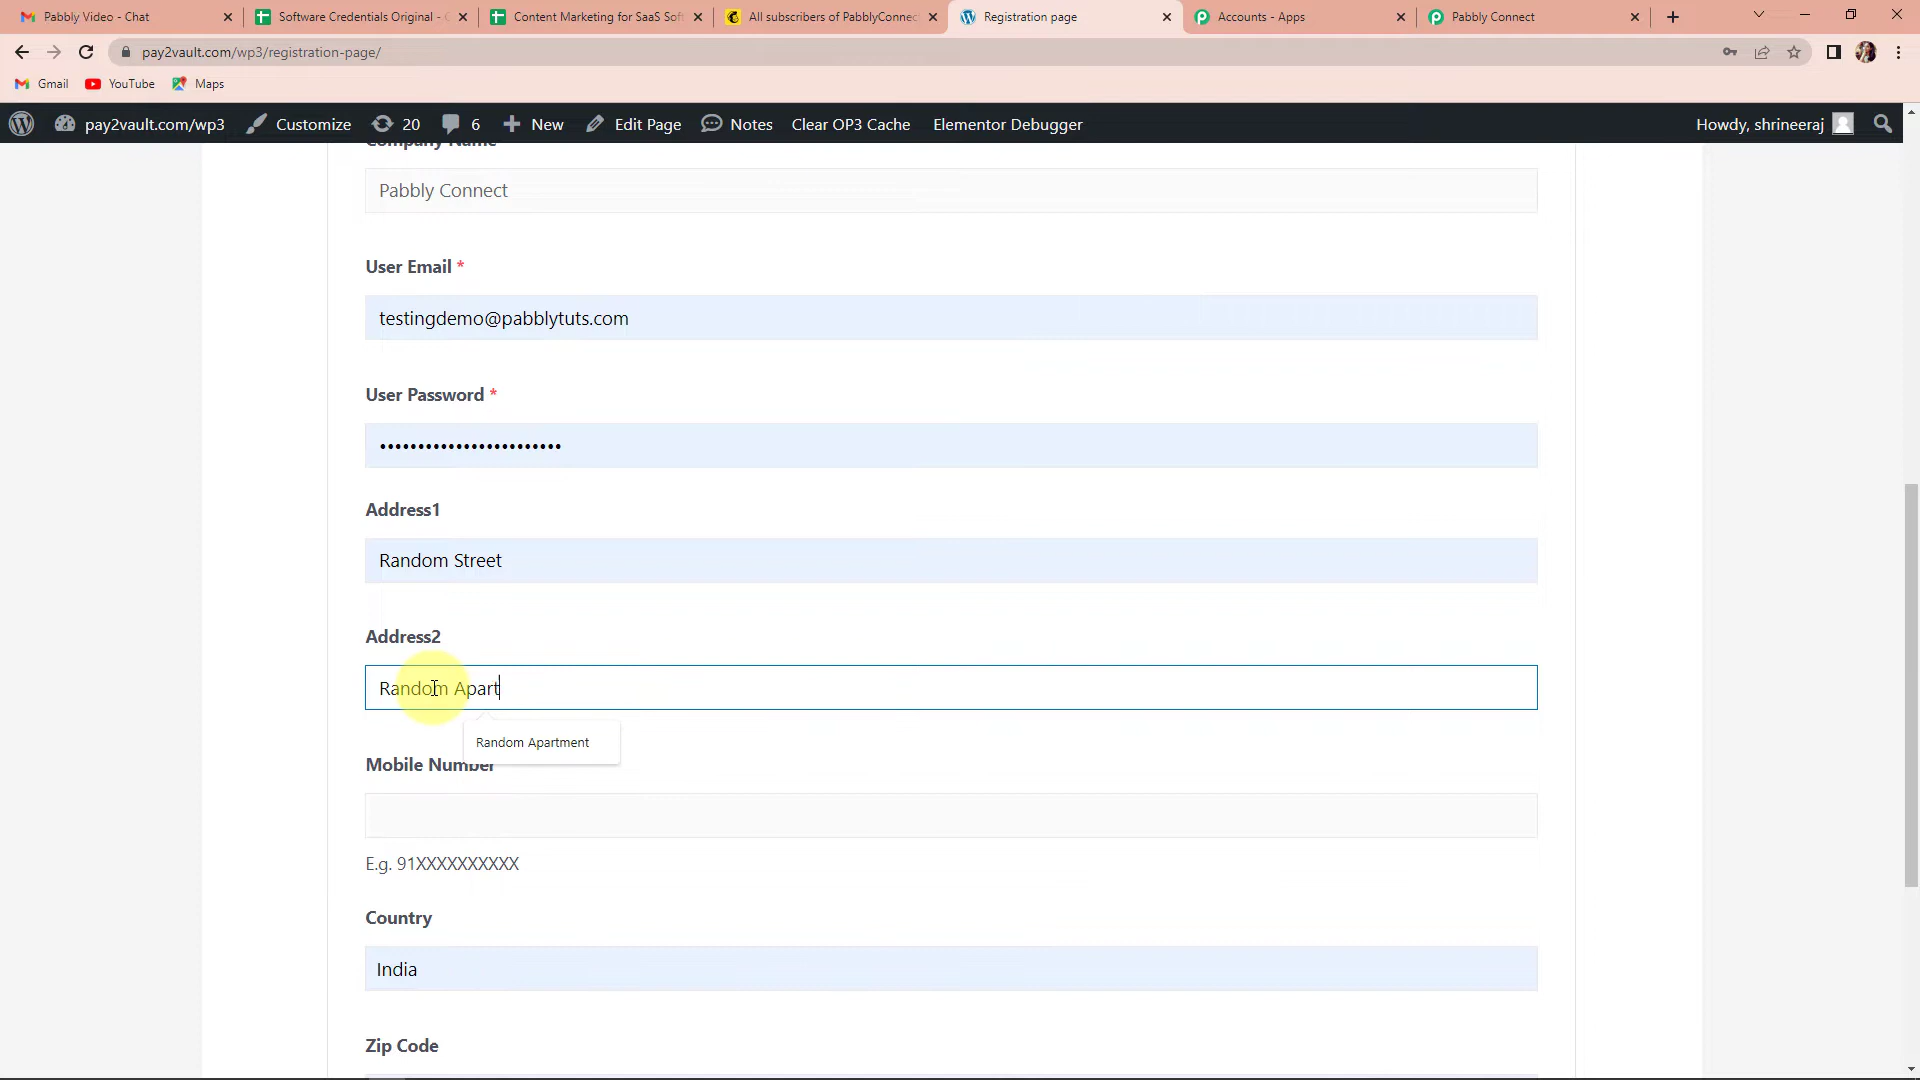 Pabbly Video - Chat
Software Credentials Original -
Content Marketing for SaaS Soft
All subscribers of PabblyConnec
Registration page
Accounts - Apps
Pabbly Connect
pay2vault.com/wp3/registration-page/
Gmail
YouTube
Maps
pay2vault.com/wp3
Customize
20
6
New
Edit Page
Notes
Clear OP3 Cache
Elementor Debugger
Howdy, shrineeraj
Company Name
Pabbly Connect
User Email *
testingdemo@pabblytuts.com
User Password *
Address1
Random Street
Address2
Random Apart
Random Apartment
Mobile Number
E.g. 91XXXXXXXXXX
Country
India
Zip Code